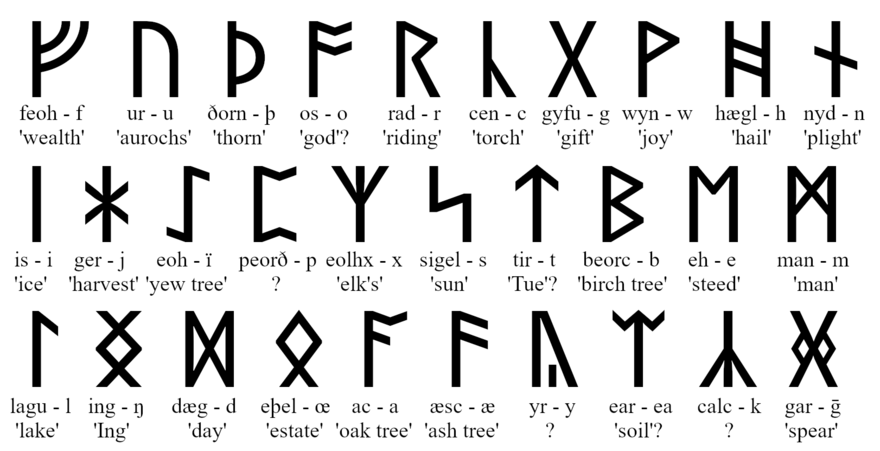 ᚠ ᚢ ᚦ ᚩ ᚱ ᚳ ᚷ ᚹ ᚻ ᚾ
feoh - f ur - u ðorn - þ os - o rad - r cen - c gyfu - g wyn - w hægl - h nyd - n
'wealth' 'aurochs' 'thorn' 'god'? 'riding' 'torch' 'gift' 'joy' 'hail' 'plight'
ᛁ ᛡ ᛇ ᛈ ᛉ ᛋ ᛏ ᛒ ᛖ ᛗ
is - i ger - j eoh - ï peorð - p eolhx - x sigel - s tir - t beorc - b eh - e man - m
'ice' 'harvest' 'yew tree' ? 'elk's' 'sun' 'Tue'? 'birch tree' 'steed' 'man'
ᛚ ᛝ ᛞ ᛟ ᚪ ᚫ ᚣ ᛠ ᛣ ᚸ
lagu - l ing - ŋ dæg - d eþel - œ ac - a æsc - æ yr - y ear - ea calc - k gar - ḡ
'lake' 'Ing' 'day' 'estate' 'oak tree' 'ash tree' ? 'soil'? ? 'spear'